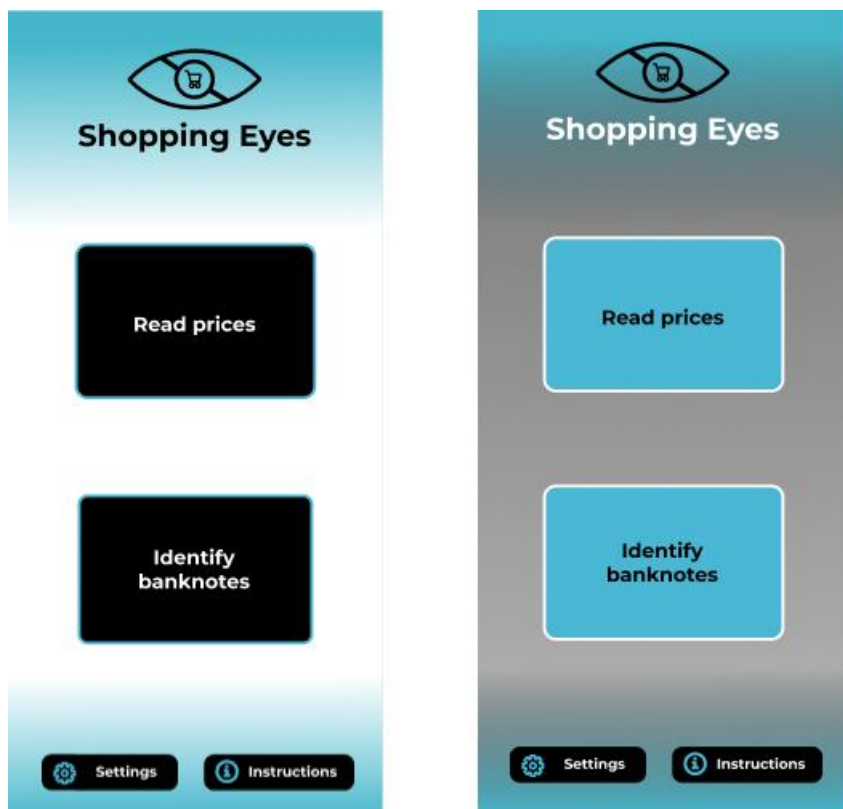 Shopping Eyes
Read prices
Identify
banknotes
Settings
Instructions
Shopping Eyes
Read prices
Identify
banknotes
Settings
Instructions